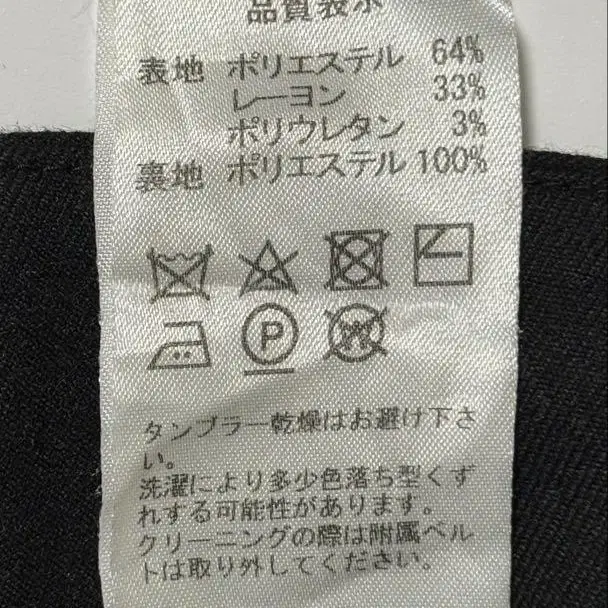 品質表示
表地 ポリエステル 64%
レーヨン 33%
ポリウレタン 3%
裏地 ポリエステル 100%
P
W
タンブラー乾燥はお避け下さ
い。
洗濯により多少色落ち型くず
れする可能性があります。
クリーニングの際は附属ベル
トは取り外してください。